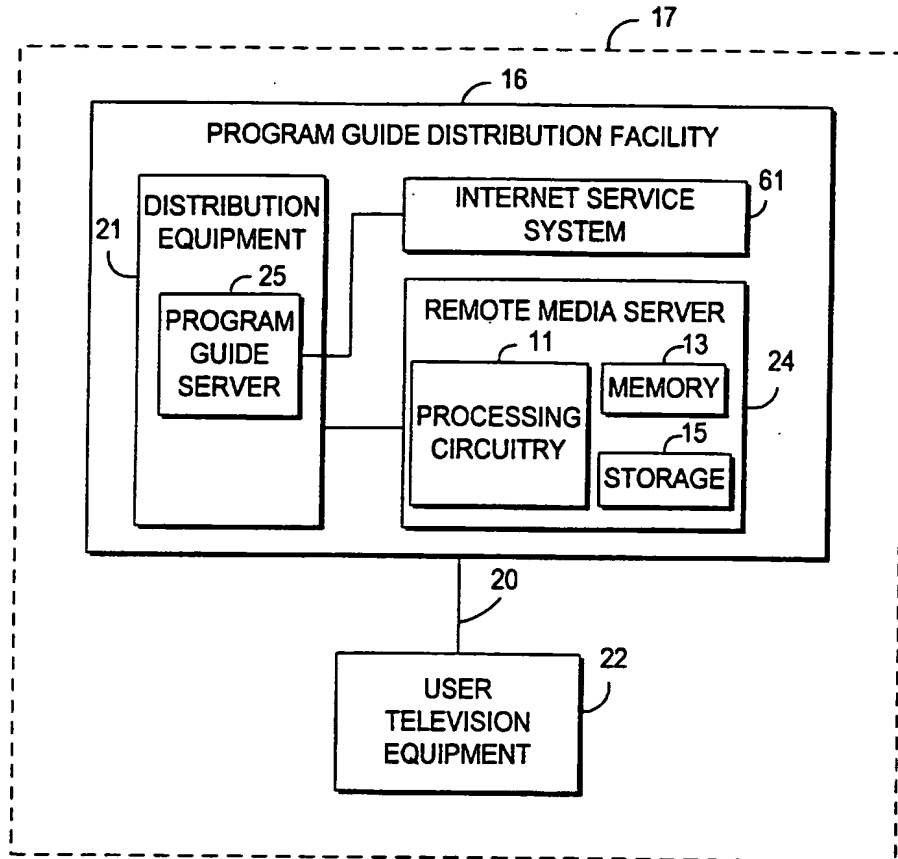 17
16
PROGRAM GUIDE DISTRIBUTION FACILITY
DISTRIBUTION
EQUIPMENT
21
25
PROGRAM
GUIDE
SERVER
INTERNET SERVICE
SYSTEM
61
REMOTE MEDIA SERVER
11
PROCESSING
CIRCUITRY
13
MEMORY
24
15
STORAGE
20
USER
TELEVISION
EQUIPMENT
22